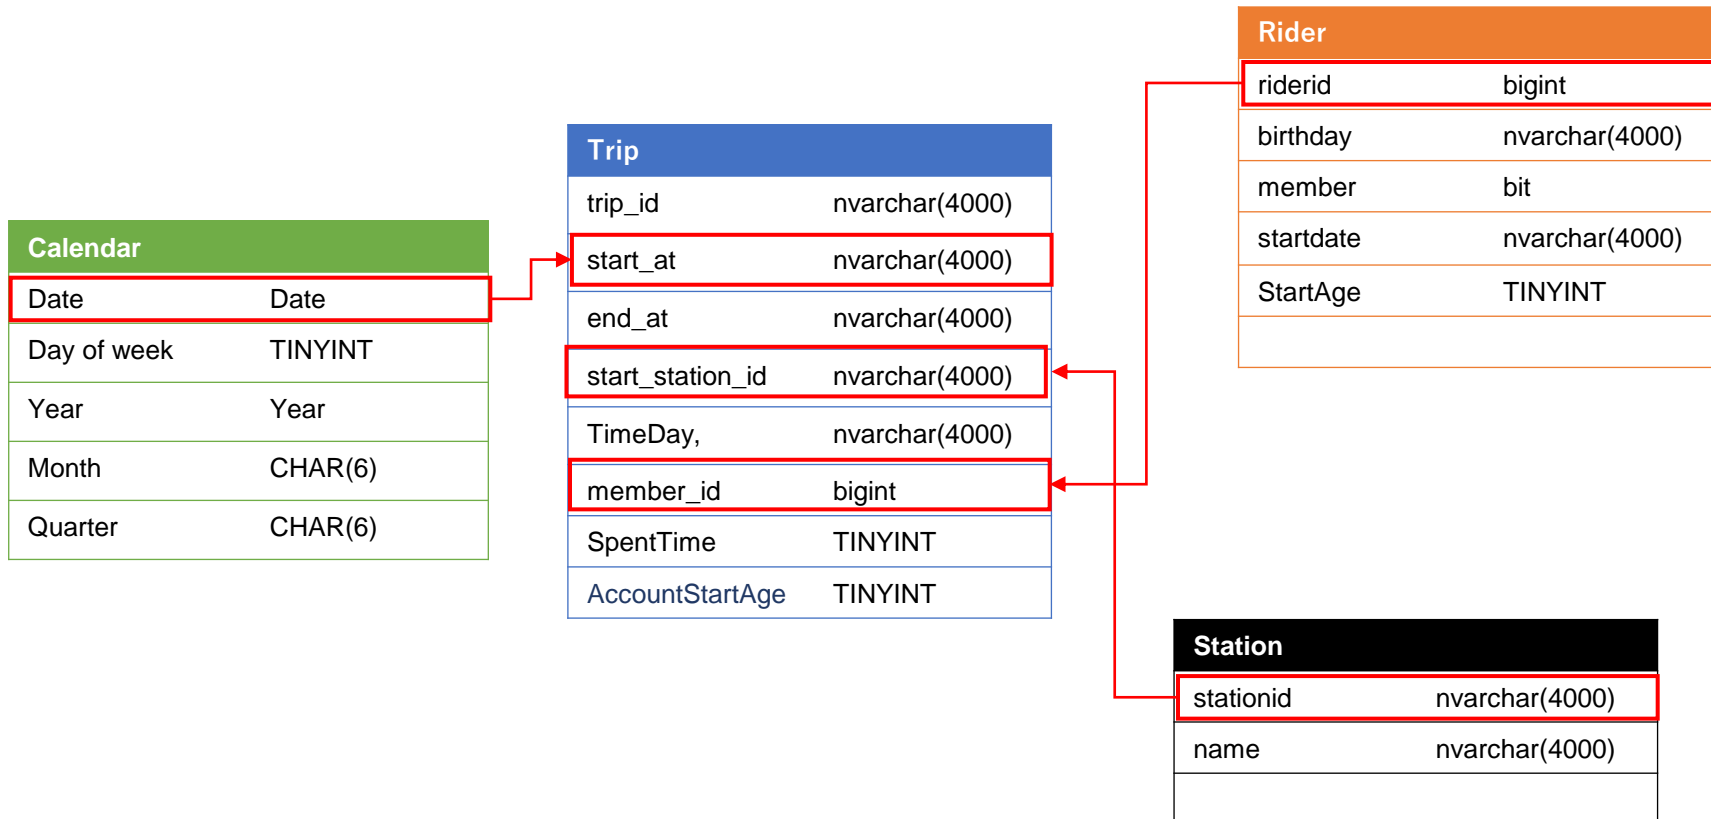 Rider
riderid bigint
birthday nvarchar(4000)
member bit
startdate nvarchar(4000)
StartAge TINYINT
Trip
trip_id nvarchar(4000)
start_at nvarchar(4000)
end_at nvarchar(4000)
start_station_id nvarchar(4000)
TimeDay, nvarchar(4000)
member_id bigint
SpentTime TINYINT
AccountStartAge TINYINT
Calendar
Date Date
Day of week TINYINT
Year Year
Month CHAR(6)
Quarter CHAR(6)
Station
stationid nvarchar(4000)
name nvarchar(4000)